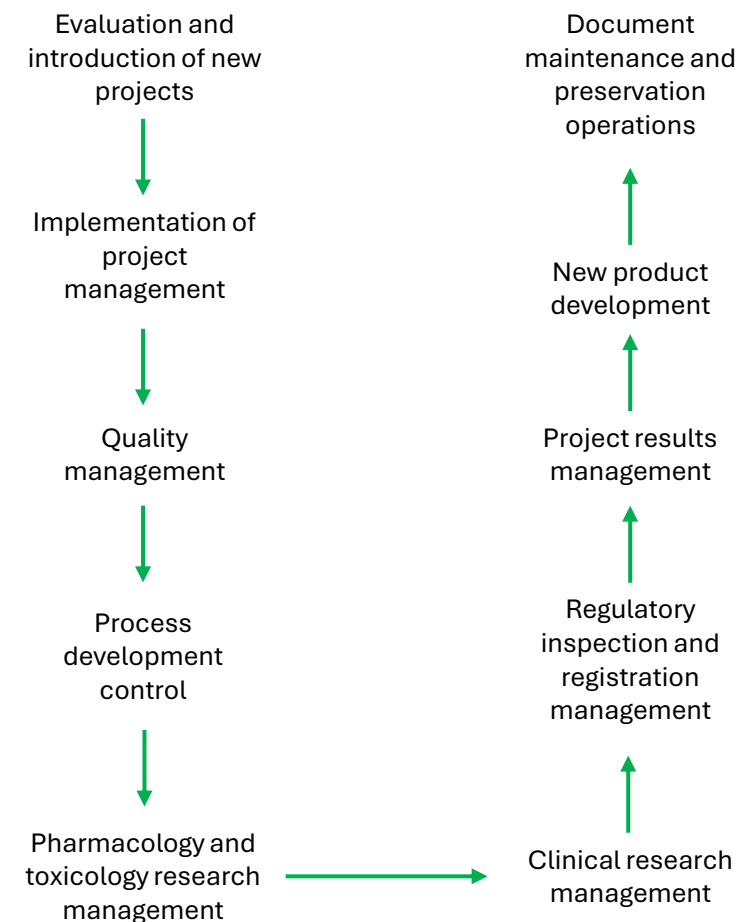 Evaluation and
introduction of new
projects
Implementation of
project
management
Quality
management
Process
development
control
Pharmacology and
toxicology research
management
Clinical research
management
Regulatory
inspection and
registration
management
Project results
management
New product
development
Document
maintenance and
preservation
operations